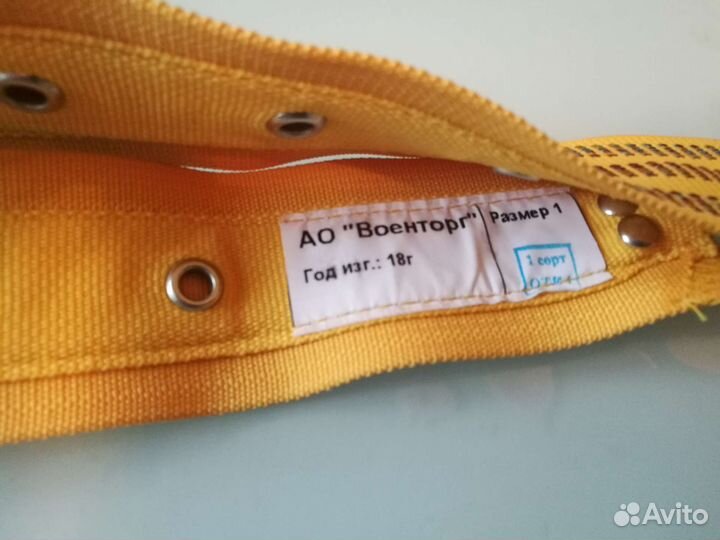 АО "Военторг"
Год изг.: 18г
Размер 1
1 сорт
Avito